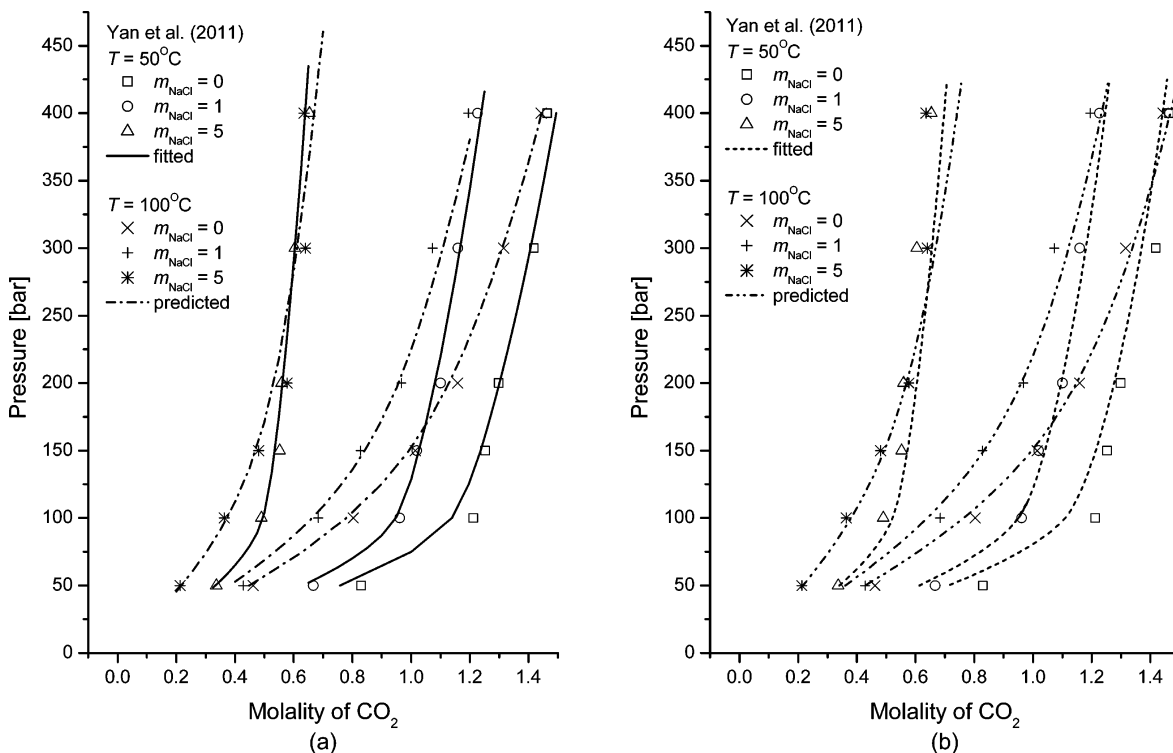 Yan et al. (2011)
T = 50°C
m_NaCl = 0
m_NaCl = 1
m_NaCl = 5
fitted
T = 100°C
m_NaCl = 0
m_NaCl = 1
m_NaCl = 5
predicted
450
400
350
300
250
200
150
100
50
0
Pressure [bar]
0.0 0.2 0.4 0.6 0.8 1.0 1.2 1.4
Molality of CO₂
(a)
Yan et al. (2011)
T = 50°C
m_NaCl = 0
m_NaCl = 1
m_NaCl = 5
fitted
T = 100°C
m_NaCl = 0
m_NaCl = 1
m_NaCl = 5
predicted
450
400
350
300
250
200
150
100
50
0
Pressure [bar]
0.0 0.2 0.4 0.6 0.8 1.0 1.2 1.4
Molality of CO₂
(b)